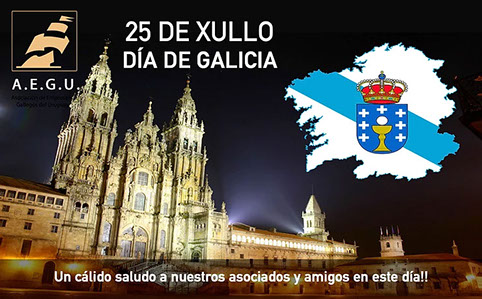 25 DE XULLO
DÍA DE GALICIA
A.E.G.U.
Un cálido saludo a nuestros asociados y amigos en este día!!